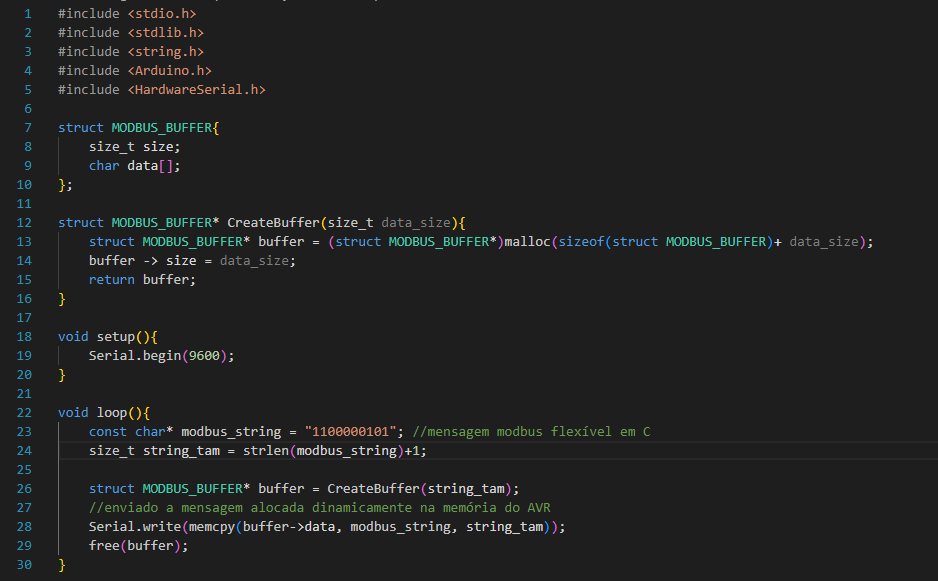 1 #include <stdio.h>
2 #include <stdlib.h>
3 #include <string.h>
4 #include <Arduino.h>
5 #include <HardwareSerial.h>
6
7 struct MODBUS_BUFFER{
8     size_t size;
9     char data[];
10 };
11
12 struct MODBUS_BUFFER* CreateBuffer(size_t data_size){
13     struct MODBUS_BUFFER* buffer = (struct MODBUS_BUFFER*)malloc(sizeof(struct MODBUS_BUFFER)+ data_size);
14     buffer -> size = data_size;
15     return buffer;
16 }
17
18 void setup(){
19     Serial.begin(9600);
20 }
21
22 void loop(){
23     const char* modbus_string = "1100000101"; //mensagem modbus flexível em C
24     size_t string_tam = strlen(modbus_string)+1;
25
26     struct MODBUS_BUFFER* buffer = CreateBuffer(string_tam);
27     //enviado a mensagem alocada dinamicamente na memória do AVR
28     Serial.write(memcpy(buffer->data, modbus_string, string_tam));
29     free(buffer);
30 }